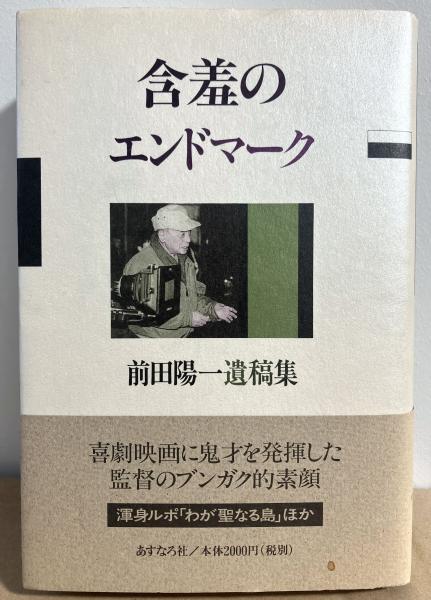 含羞の
エンドマーク
前田陽一遺稿集
喜劇映画に鬼才を発揮した
監督のブンガク的素顔
渾身ルポ「わが聖なる島」ほか
あすなろ社／本体2000円（税別）